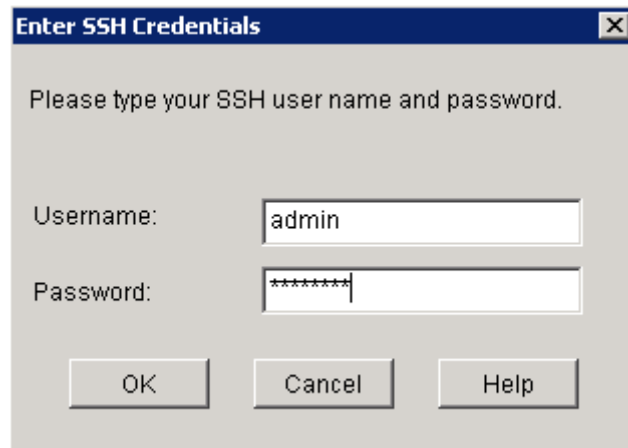 Enter SSH Credentials
Please type your SSH user name and password.
Username: admin
Password: ********
OK Cancel Help